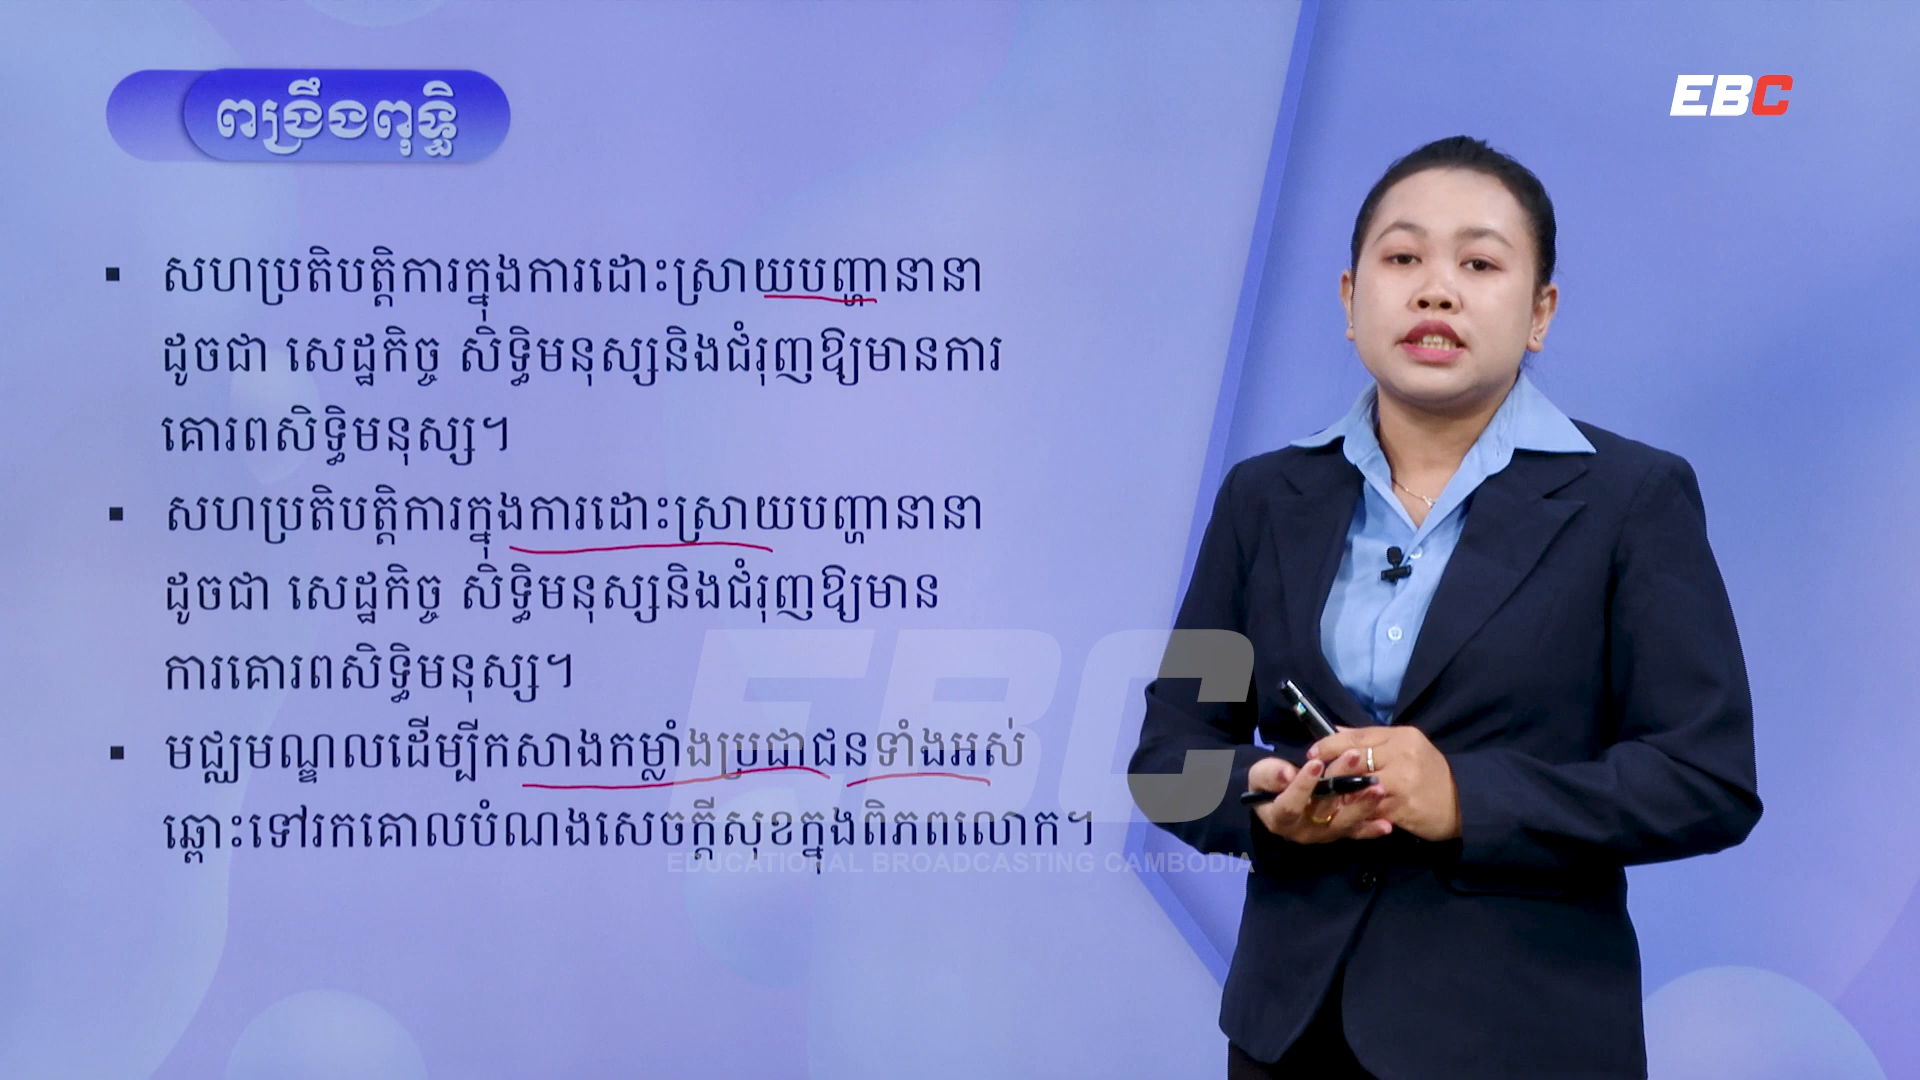 ពង្រឹងពុទ្ធិ
EBC
▪ សហប្រតិបត្តិការក្នុងការដោះស្រាយបញ្ហានានា
ដូចជា សេដ្ឋកិច្ច សិទ្ធិមនុស្សនិងជំរុញឱ្យមានការ
គោរពសិទ្ធិមនុស្ស។
▪ សហប្រតិបត្តិការក្នុងការដោះស្រាយបញ្ហានានា
ដូចជា សេដ្ឋកិច្ច សិទ្ធិមនុស្សនិងជំរុញឱ្យមាន
ការគោរពសិទ្ធិមនុស្ស។
▪ មជ្ឈមណ្ឌលដើម្បីកសាងកម្លាំងប្រជាជនទាំងអស់
ឆ្ពោះទៅរកគោលបំណងសេចក្ដីសុខក្នុងពិភពលោក។
EBC
EDUCATIONAL BROADCASTING CAMBODIA